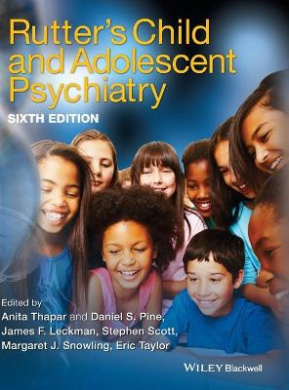 Rutter's Child
and Adolescent
Psychiatry
SIXTH EDITION
Edited by
Anita Thapar and Daniel S. Pine,
James F. Leckman, Stephen Scott,
Margaret J. Snowling, Eric Taylor
WILEY Blackwell